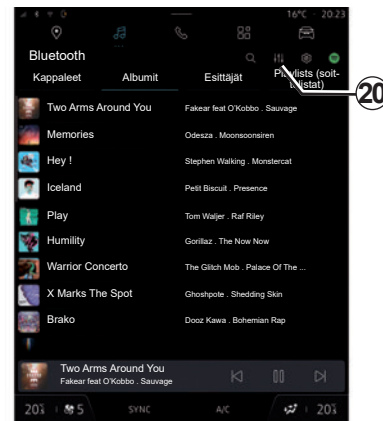 16°C 20:23
Bluetooth
Kappaleet Albumit Esittäjät Playlists (soit-
tolistat)
20
Two Arms Around You Fakear feat O'Kobbo . Sauvage
Memories Odesza . Moonsoonsiren
Hey ! Stephen Walking . Monstercat
Iceland Petit Biscuit . Presence
Play Tom Waljer . Raf Riley
Humility Gorillaz . The Now Now
Warrior Concerto The Glitch Mob . Palace Of The ...
X Marks The Spot Ghoshpote . Shedding Skin
Brako Dooz Kawa . Bohemian Rap
Two Arms Around You
Fakear feat O'Kobbo . Sauvage
20 5 SYNC A/C 20